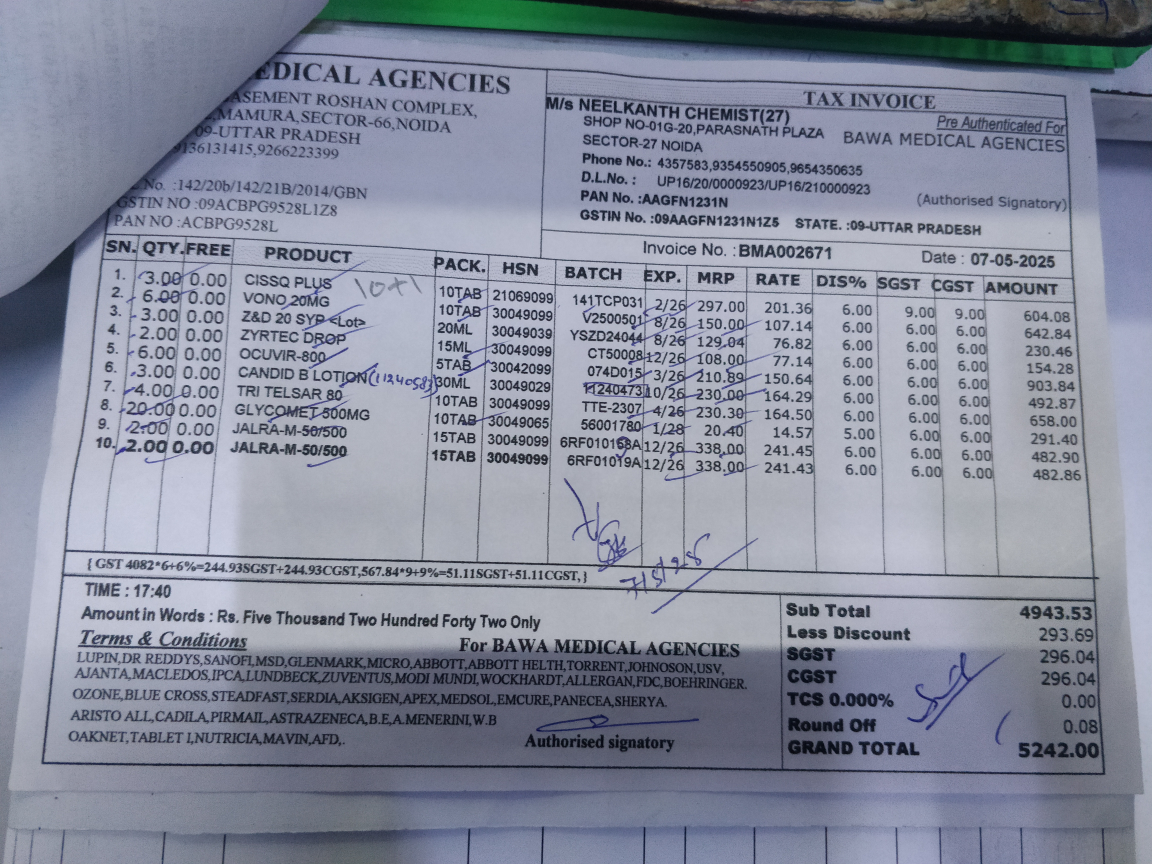 EDICAL AGENCIES
ASEMENT ROSHAN COMPLEX,
MAMURA,SECTOR-66,NOIDA
09-UTTAR PRADESH
9136131415,9266223399
No. :142/20b/142/21B/2014/GBN
GSTIN NO :09ACBPG9528L1Z8
PAN NO :ACBPG9528L
TAX INVOICE
M/s NEELKANTH CHEMIST(27)
SHOP NO-01G-20,PARASNATH PLAZA
SECTOR-27 NOIDA
Phone No.: 4357583,9354550905,9654350635
D.L.No. : UP16/20/0000923/UP16/210000923
PAN No. :AAGFN1231N
GSTIN No. :09AAGFN1231N1Z5 STATE. :09-UTTAR PRADESH
Pre Authenticated For
BAWA MEDICAL AGENCIES
(Authorised Signatory)
Invoice No. : BMA002671 Date : 07-05-2025
SN. QTY. FREE PRODUCT PACK. HSN BATCH EXP. MRP RATE DIS% SGST CGST AMOUNT
1. 3.00 0.00 CISSQ PLUS 10TAB 21069099 141TCP031 2/26 297.00 201.36 6.00 9.00 9.00 604.08
10+1
2. 6.00 0.00 VONO 20MG 10TAB 30049099 V2500501 8/26 150.00 107.14 6.00 6.00 6.00 642.84
3. 3.00 0.00 Z&D 20 SYP <Lot> 20ML 30049039 YSZD24044 8/26 129.04 76.82 6.00 6.00 6.00 230.46
4. 2.00 0.00 ZYRTEC DROP 15ML 30049099 CT50008 12/26 108.00 77.14 6.00 6.00 6.00 154.28
5. 6.00 0.00 OCUVIR-800 5TAB 30042099 074D015 3/26 210.89 150.64 6.00 6.00 6.00 903.84
6. 3.00 0.00 CANDID B LOTION 30ML 30049029 11240473 10/26 230.00 164.29 6.00 6.00 6.00 492.87
7. 4.00 0.00 TRI TELSAR 80 10TAB 30049099 TTE-2307 4/26 230.30 164.50 6.00 6.00 6.00 658.00
8. 20.00 0.00 GLYCOMET 500MG 10TAB 30049065 56001780 1/28 20.40 14.57 5.00 6.00 6.00 291.40
9. 2.00 0.00 JALRA-M-50/500 15TAB 30049099 12/26 338.00 241.45 6.00 6.00 6.00 482.90
10. 2.00 0.00 JALRA-M-50/500 15TAB 30049099 6RF01019A 12/26 338.00 241.43 6.00 6.00 6.00 482.86
7/5/25
{ GST 4082*6+6%=244.93SGST+244.93CGST,567.84*9+9%=51.11SGST+51.11CGST,}
TIME : 17:40
Amount in Words : Rs. Five Thousand Two Hundred Forty Two Only
Terms & Conditions For BAWA MEDICAL AGENCIES
LUPIN,DR REDDYS,SANOFI,MSD,GLENMARK,MICRO,ABBOTT,ABBOTT HELTH,TORRENT,JOHNOSON,USV,
AJANTA,MACLEDOS,IPCA,LUNDBECK,ZUVENTUS,MODI MUNDI,WOCKHARDT,ALLERGAN,FDC,BOEHRINGER.
OZONE,BLUE CROSS,STEADFAST,SERDIA,AKSIGEN,APEX,MEDSOL,EMCURE,PANECEA,SHERYA.
ARISTO ALL,CADILA,PIRMAIL,ASTRAZENECA,B.E,A.MENERINI,W.B
OAKNET,TABLET I,NUTRICIA,MAVIN,AFD,.
Authorised signatory
Sub Total 4943.53
Less Discount 293.69
SGST 296.04
CGST 296.04
TCS 0.000% 0.00
Round Off 0.08
GRAND TOTAL 5242.00